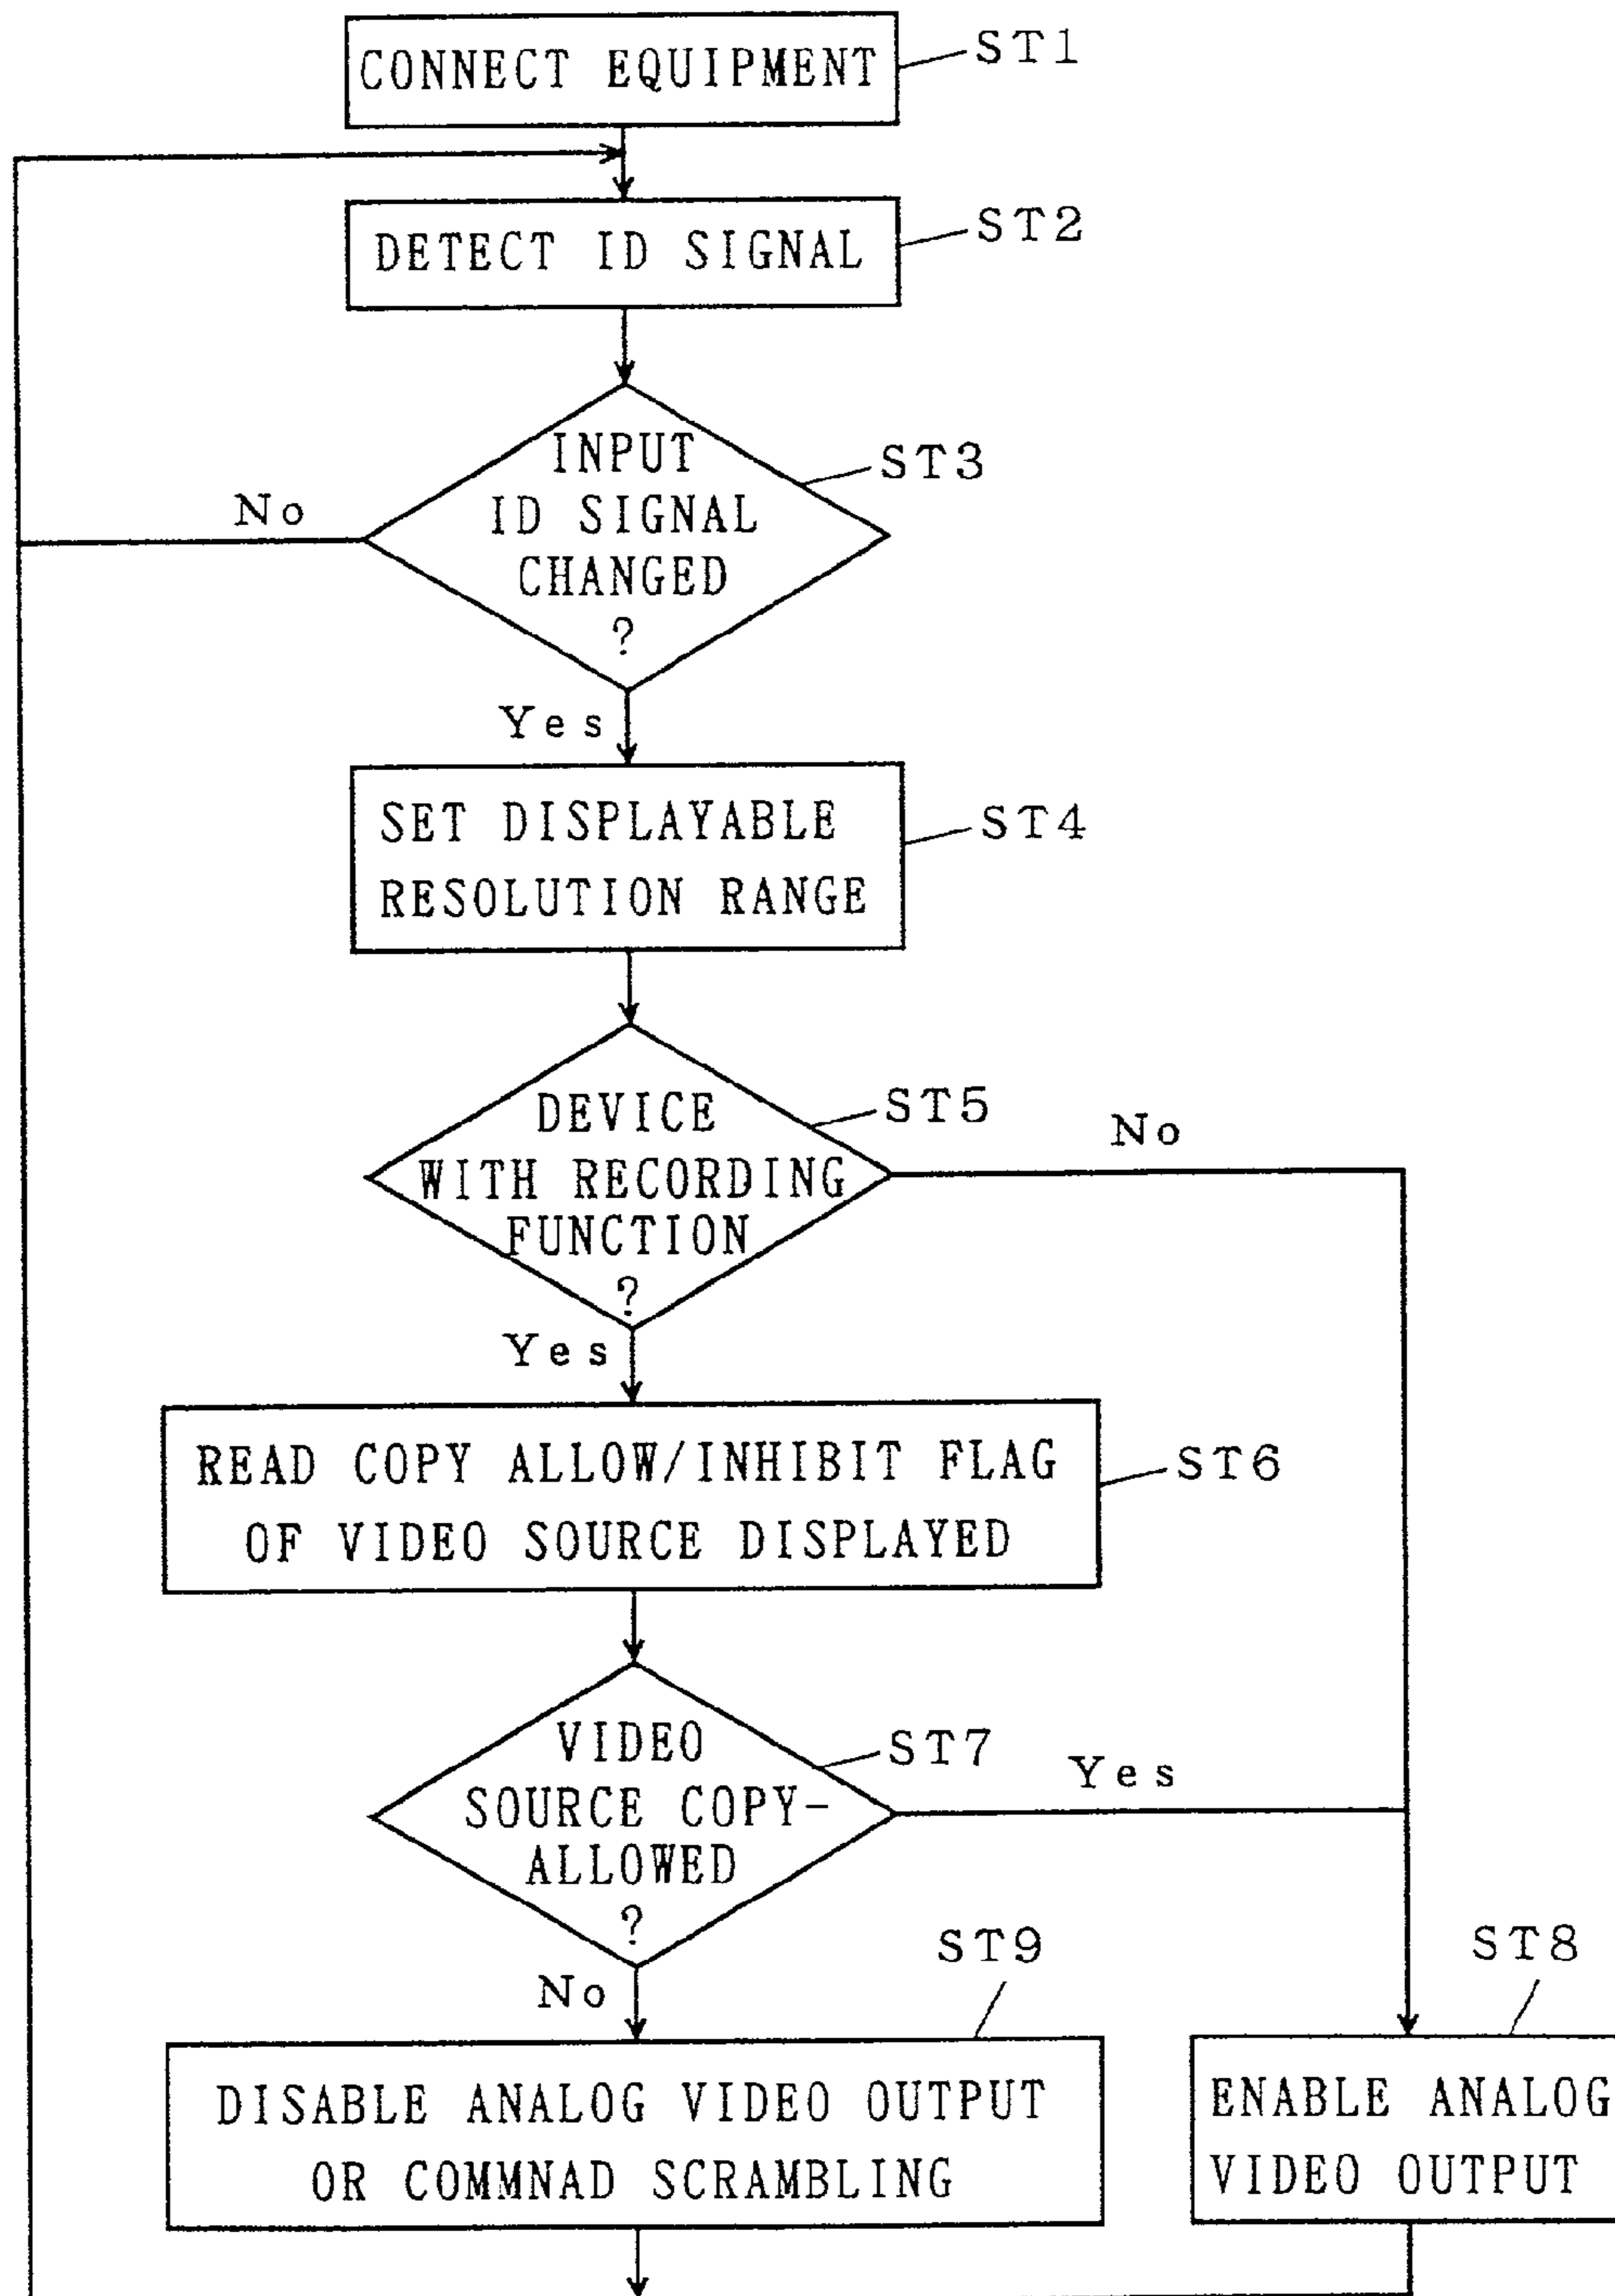 CONNECT EQUIPMENT
ST1
DETECT ID SIGNAL
ST2
INPUT
ID SIGNAL
CHANGED
?
ST3
No
Yes
SET DISPLAYABLE
RESOLUTION RANGE
ST4
DEVICE
WITH RECORDING
FUNCTION
?
ST5
No
Yes
READ COPY ALLOW/INHIBIT FLAG
OF VIDEO SOURCE DISPLAYED
ST6
VIDEO
SOURCE COPY-
ALLOWED
?
ST7
Yes
No
ST9
ST8
DISABLE ANALOG VIDEO OUTPUT
OR COMMNAD SCRAMBLING
ENABLE ANALOG
VIDEO OUTPUT